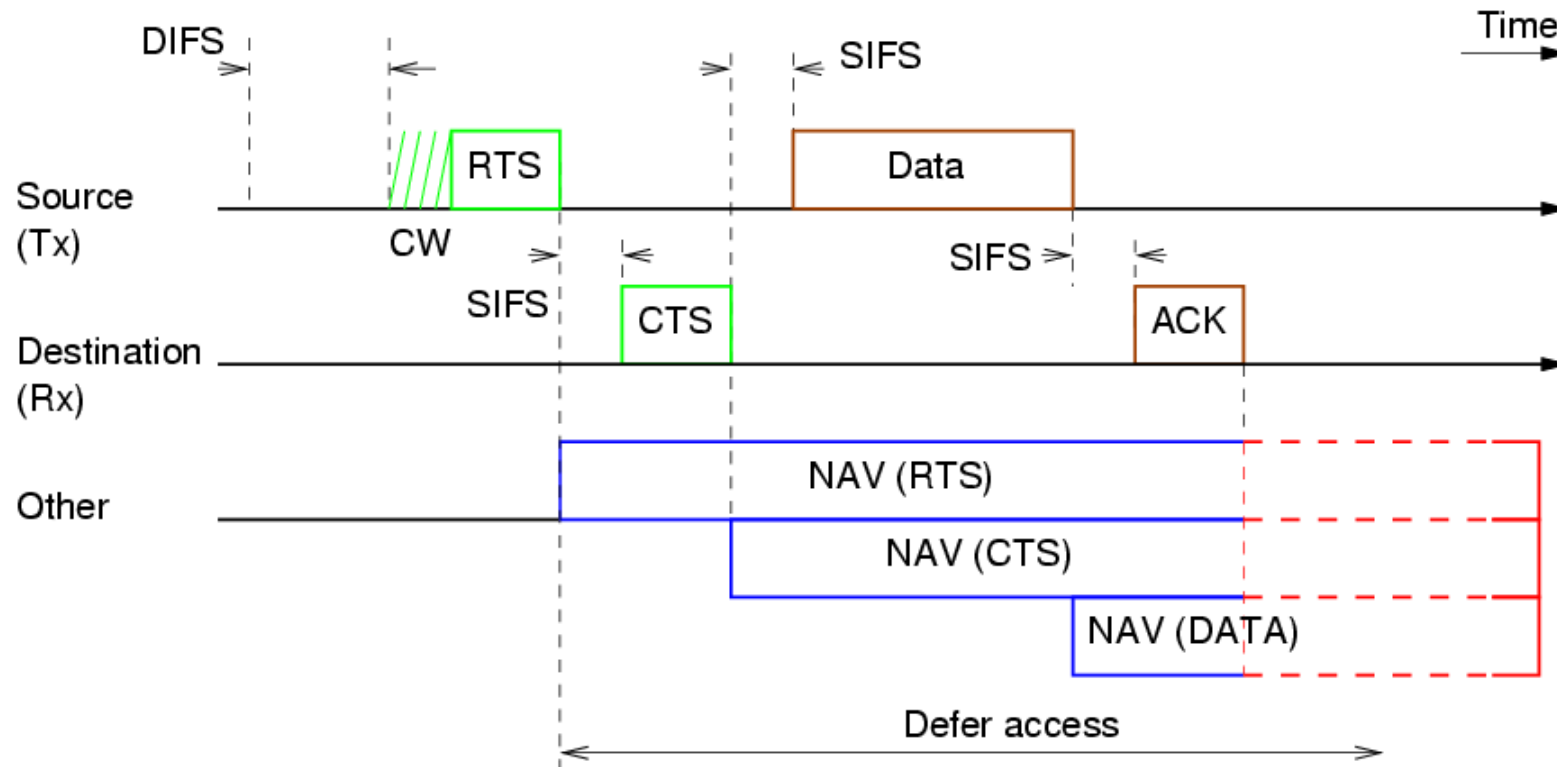 DIFS
SIFS
Time
RTS
Data
Source
(Tx)
CW
SIFS
SIFS
CTS
ACK
Destination
(Rx)
NAV (RTS)
Other
NAV (CTS)
NAV (DATA)
Defer access